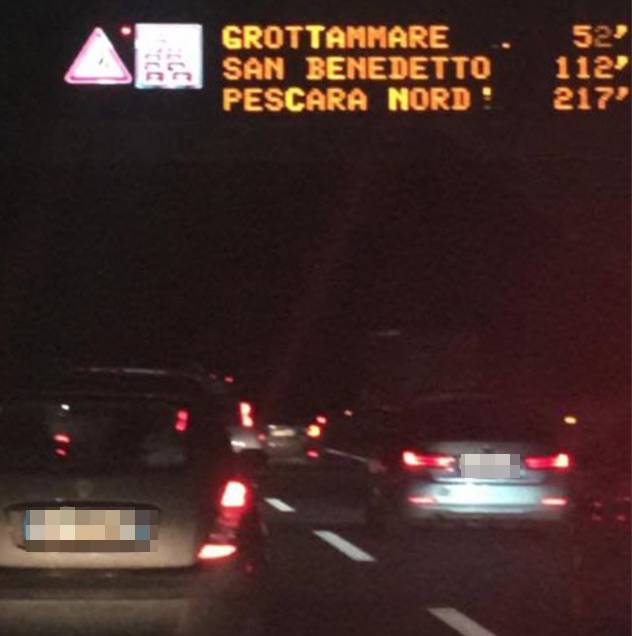 GROTTAMMARE 52'
SAN BENEDETTO 112'
PESCARA NORD 217'